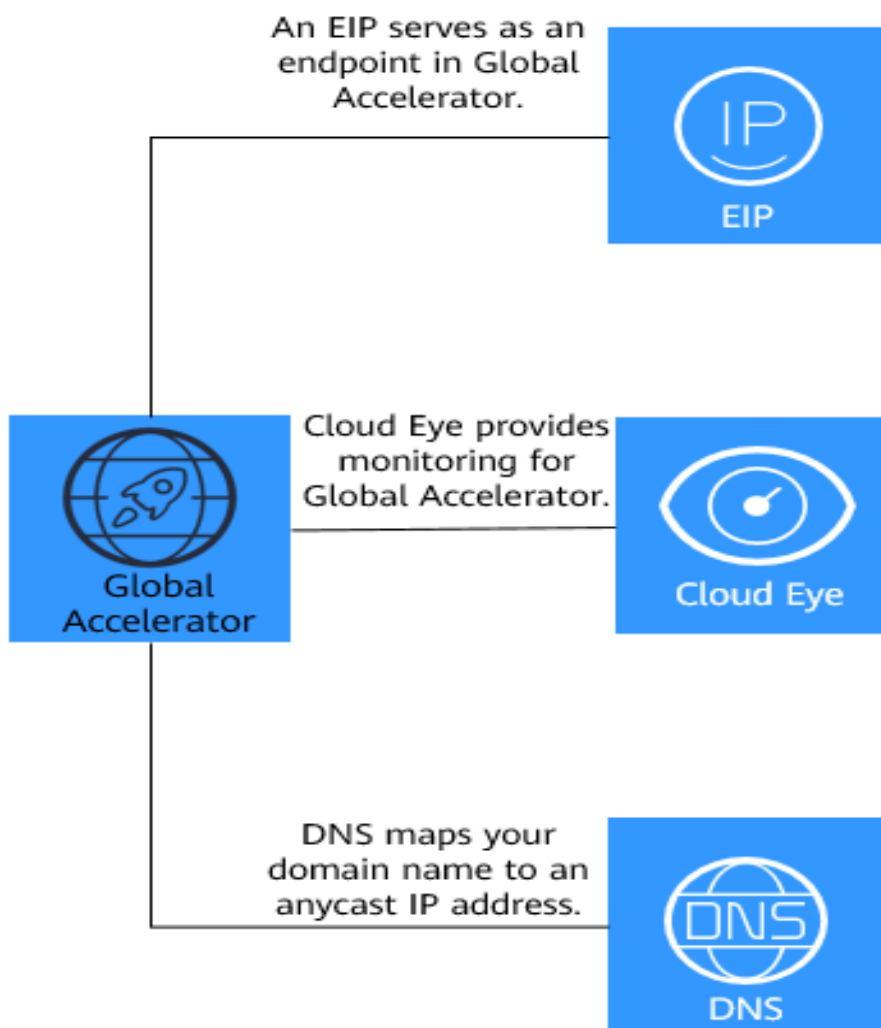 An EIP serves as an
endpoint in Global
Accelerator.
IP
EIP
Cloud Eye provides
monitoring for
Global Accelerator.
Global
Accelerator
Cloud Eye
DNS maps your
domain name to an
anycast IP address.
DNS
DNS